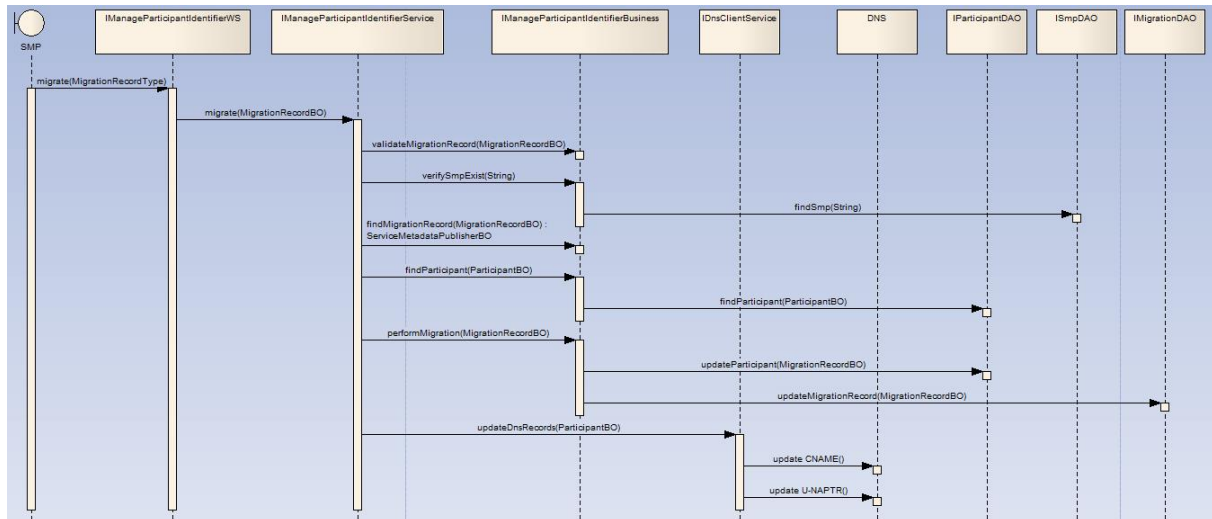 IManageParticipantIdentifierWS
IManageParticipantIdentifierService
IManageParticipantIdentifierBusiness
IDnsClientService
DNS
IParticipantDAO
ISmpDAO
IMigrationDAO
SMP
migrate(MigrationRecordType)
migrate(MigrationRecordBO)
validateMigrationRecord(MigrationRecordBO)
verifySmpExist(String)
findSmp(String)
findMigrationRecord(MigrationRecordBO) :
ServiceMetadataPublisherBO
findParticipant(ParticipantBO)
findParticipant(ParticipantBO)
performMigration(MigrationRecordBO)
updateParticipant(MigrationRecordBO)
updateMigrationRecord(MigrationRecordBO)
updateDnsRecords(ParticipantBO)
update CNAME()
update U-NAPTR()